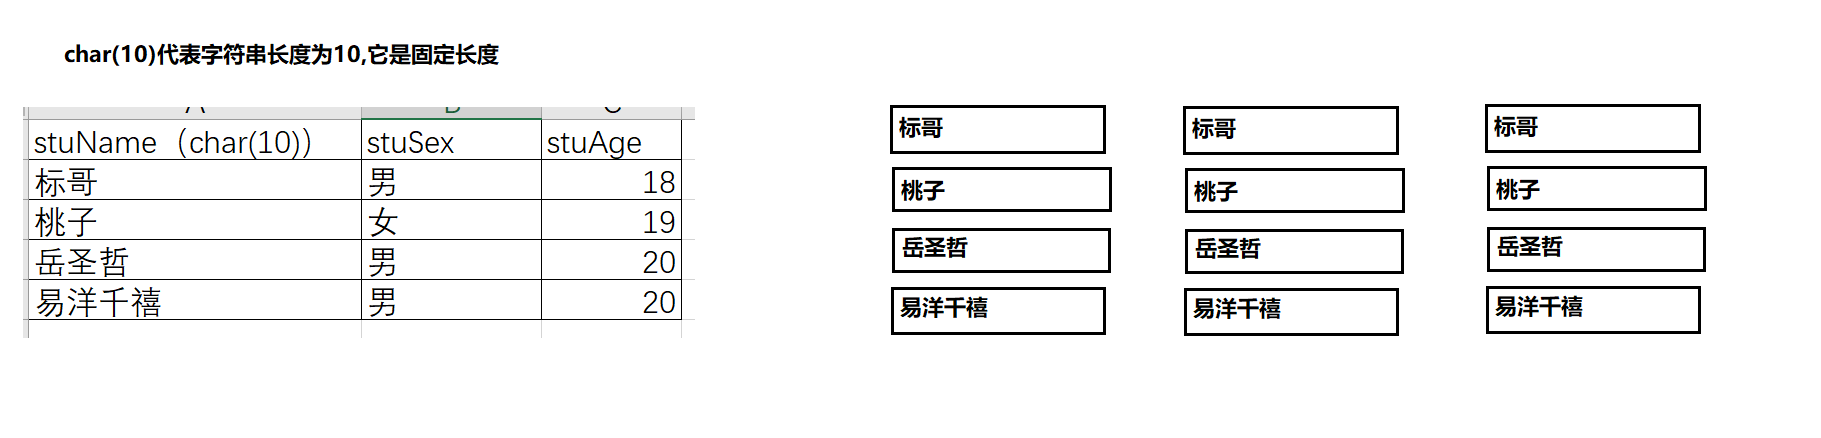 char(10)代表字符串长度为10,它是固定长度
stuName（char(10)） stuSex stuAge
标哥 男 18
桃子 女 19
岳圣哲 男 20
易洋千禧 男 20
标哥 标哥 标哥
桃子 桃子 桃子
岳圣哲 岳圣哲 岳圣哲
易洋千禧 易洋千禧 易洋千禧